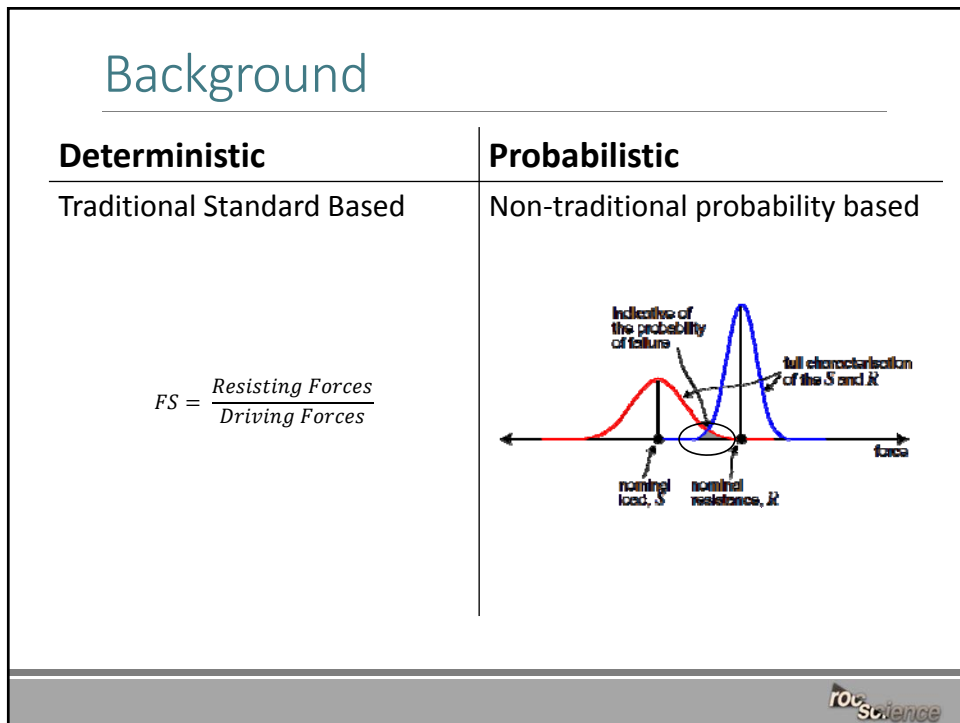 Background
Deterministic
Traditional Standard Based
FS = Resisting Forces / Driving Forces
Probabilistic
Non-traditional probability based
indicative of
the probability
of failure
full characterisation
of the S and R
force
nominal
load, S
nominal
resistance, R
rocscience